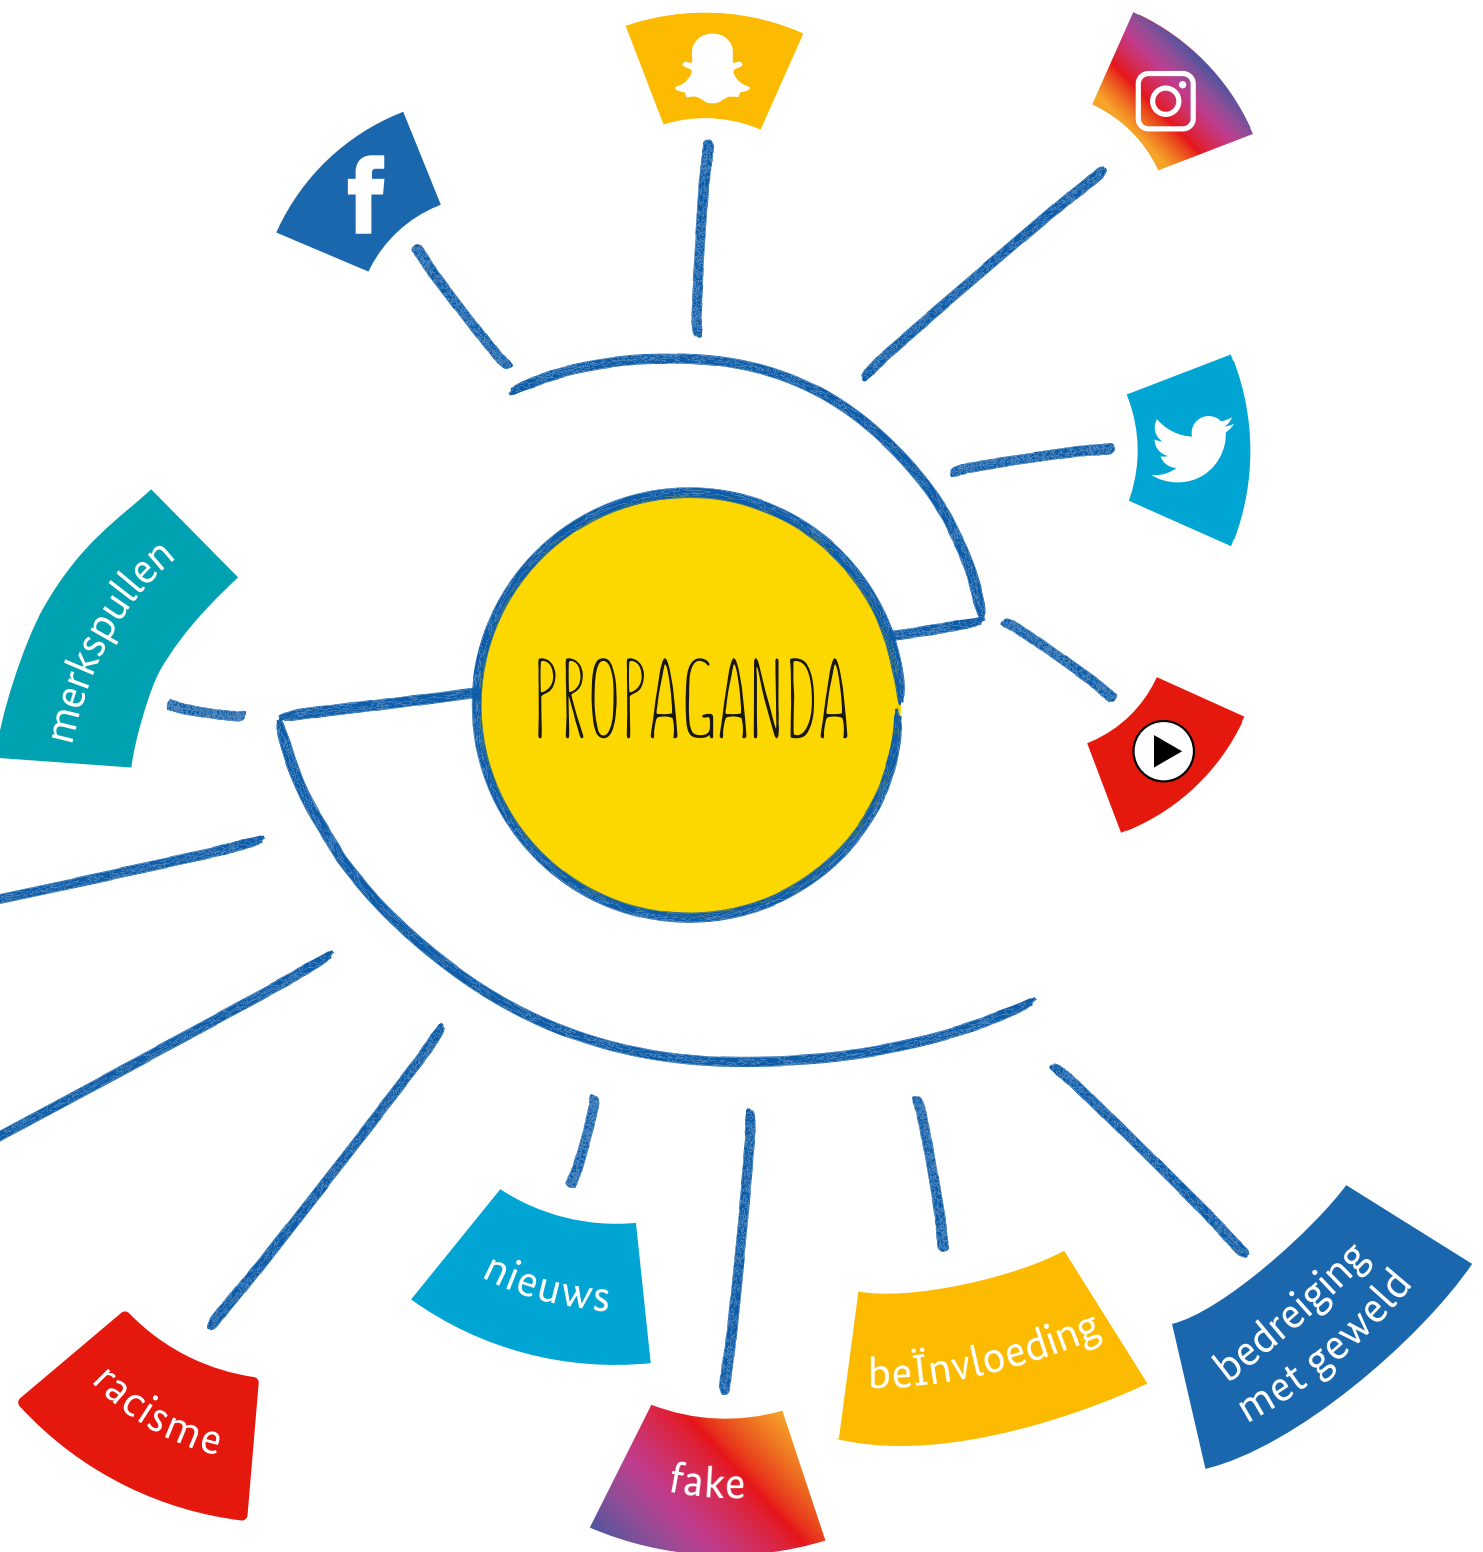 PROPAGANDA
merkspullen
racisme
nieuws
fake
beÏnvloeding
bedreiging
met geweld